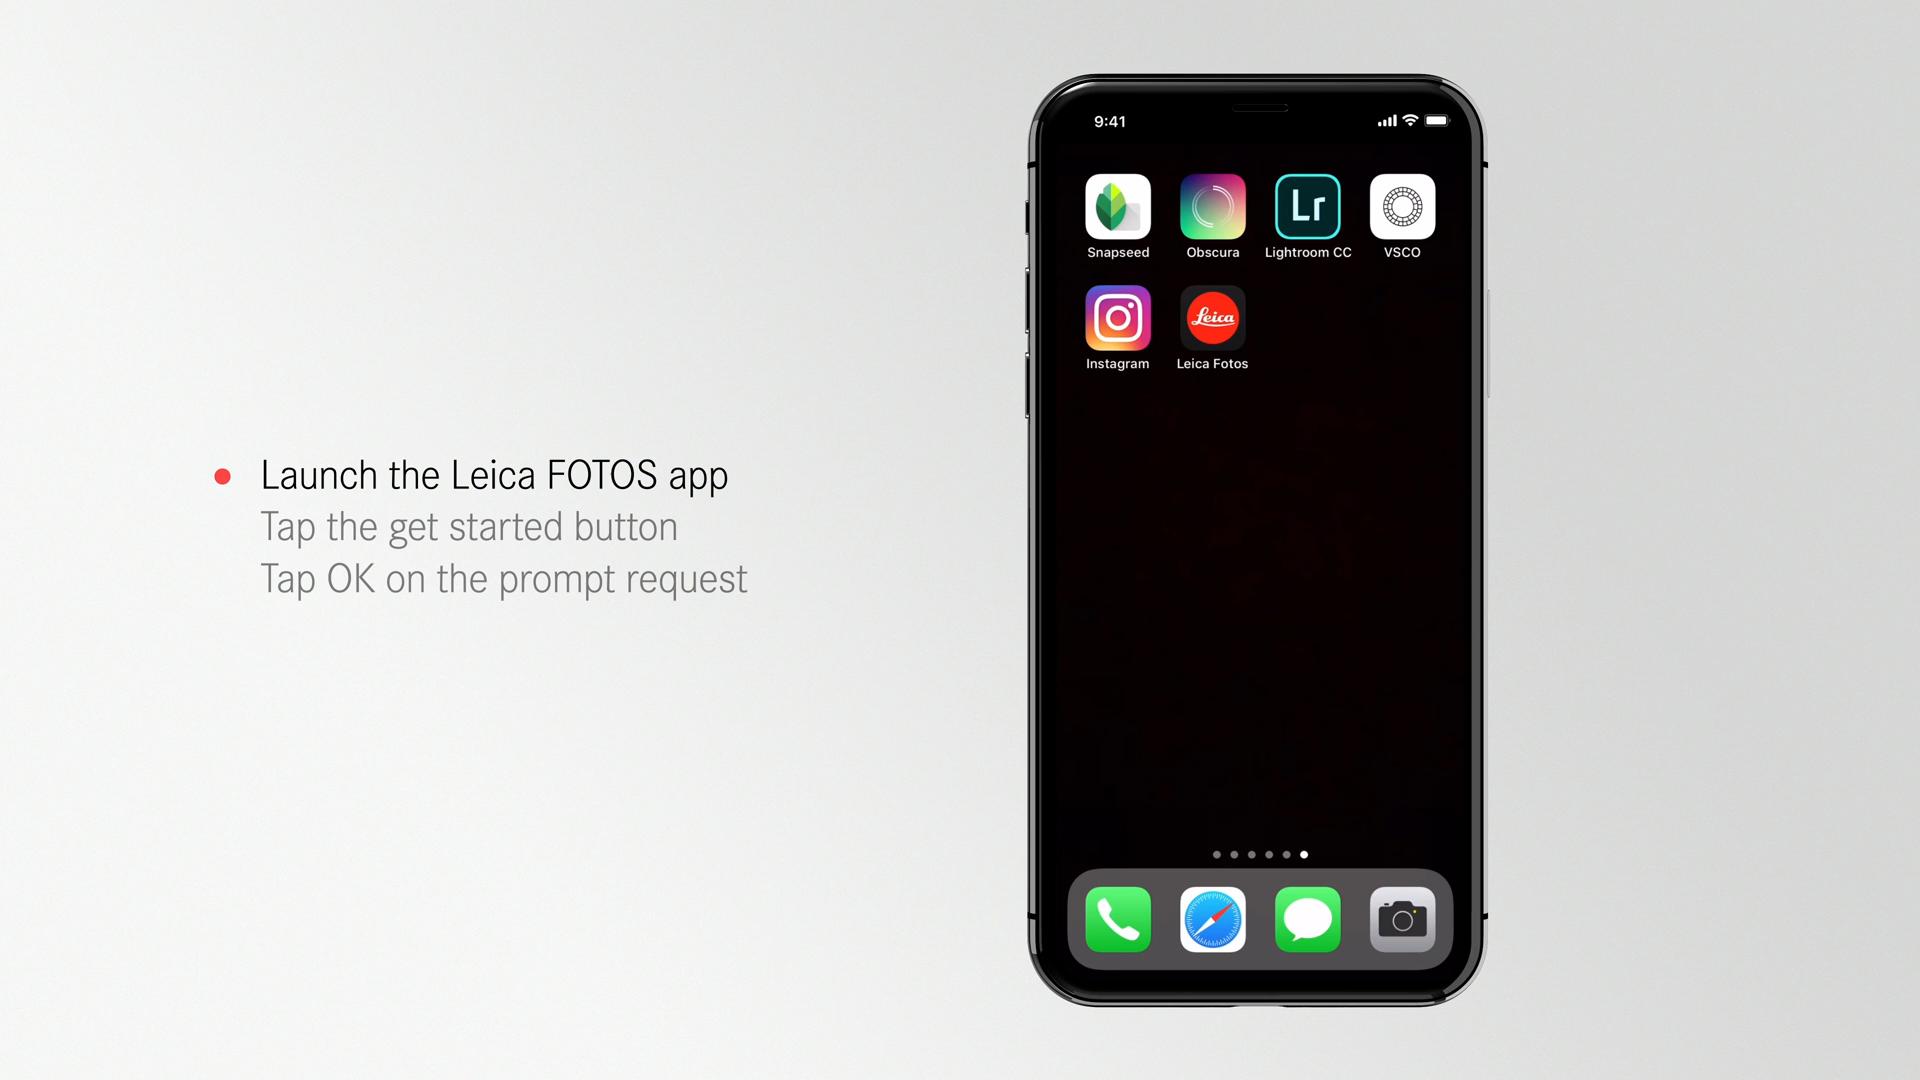 Launch the Leica FOTOS app
Tap the get started button
Tap OK on the prompt request
9:41
Lr
Snapseed
Obscura
Lightroom CC
VSCO
Leica
Instagram
Leica Fotos